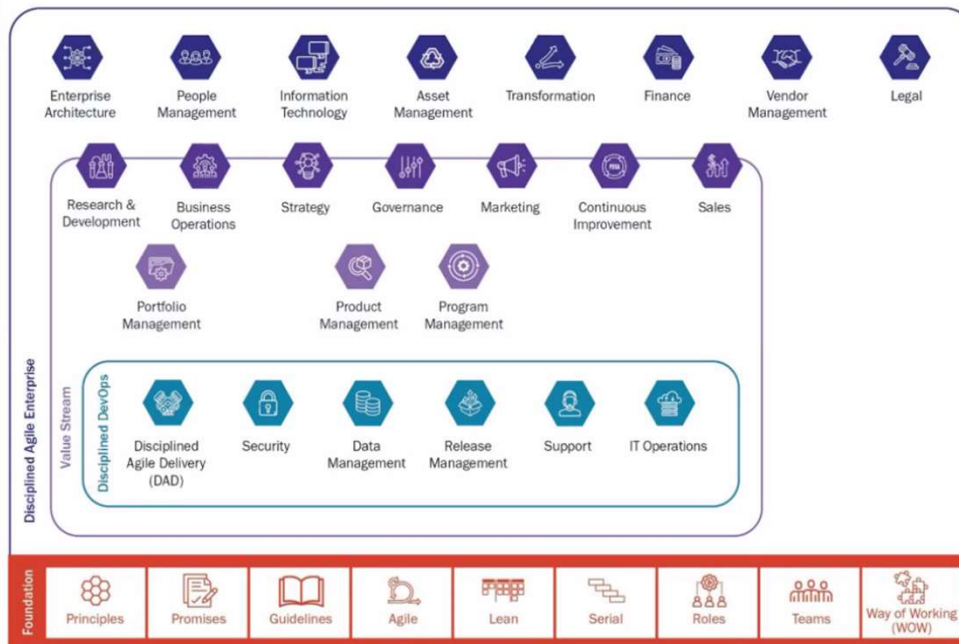 Enterprise
Architecture
People
Management
Information
Technology
Asset
Management
Transformation
Finance
Vendor
Management
Legal
Research &
Development
Business
Operations
Strategy
Governance
Marketing
Continuous
Improvement
Sales
Portfolio
Management
Product
Management
Program
Management
Disciplined Agile Enterprise
Value Stream
Disciplined DevOps
Disciplined
Agile Delivery
(DAD)
Security
Data
Management
Release
Management
Support
IT Operations
Foundation
Principles
Promises
Guidelines
Agile
Lean
Serial
Roles
Teams
Way of Working
(WOW)